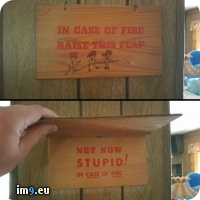 IN CASE OF FIRE
RAISE THIS FLAP
NOT NOW
STUPID!
IN CASE OF FIRE
im9.eu